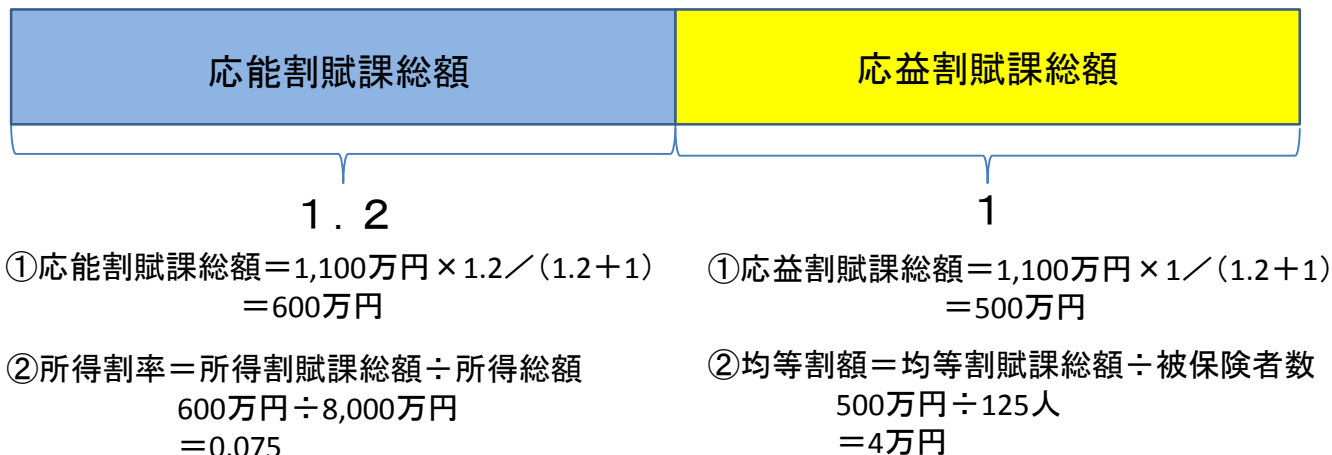 応能割賦課総額
応益割賦課総額
1.2
1
①応能割賦課総額=1,100万円×1.2/(1.2+1)
=600万円
②所得割率=所得割賦課総額÷所得総額
600万円÷8,000万円
=0.075
①応益割賦課総額=1,100万円×1/(1.2+1)
=500万円
②均等割額=均等割賦課総額÷被保険者数
500万円÷125人
=4万円